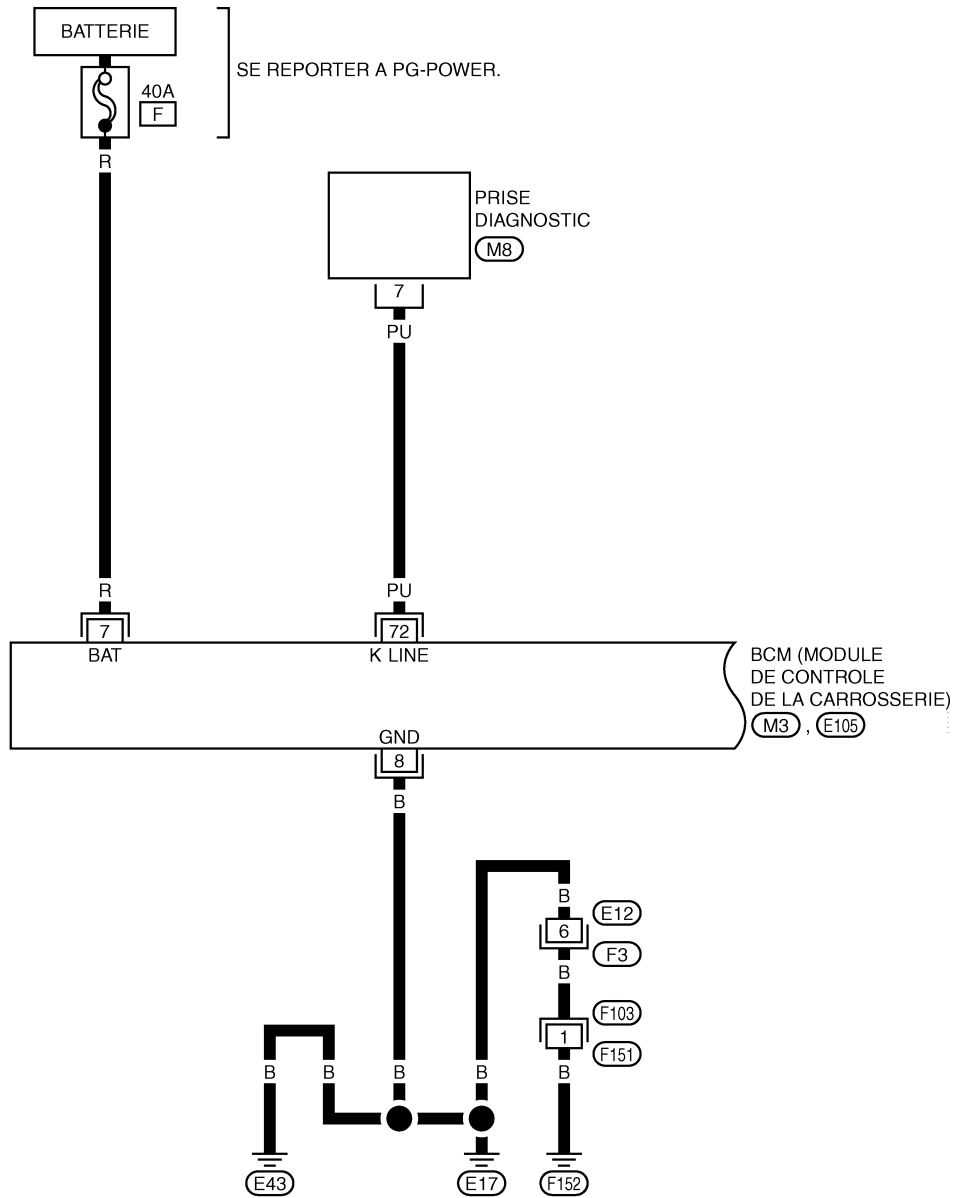 BATTERIE
SE REPORTER A PG-POWER.
40A
F
R
PRISE
DIAGNOSTIC
M8
7
PU
R
PU
7
72
BAT
K LINE
BCM (MODULE
DE CONTROLE
DE LA CARROSSERIE)
M3 , E105
GND
8
B
B
E12
6
F3
B
F103
1
F151
B B B B B
E43
E17
F152